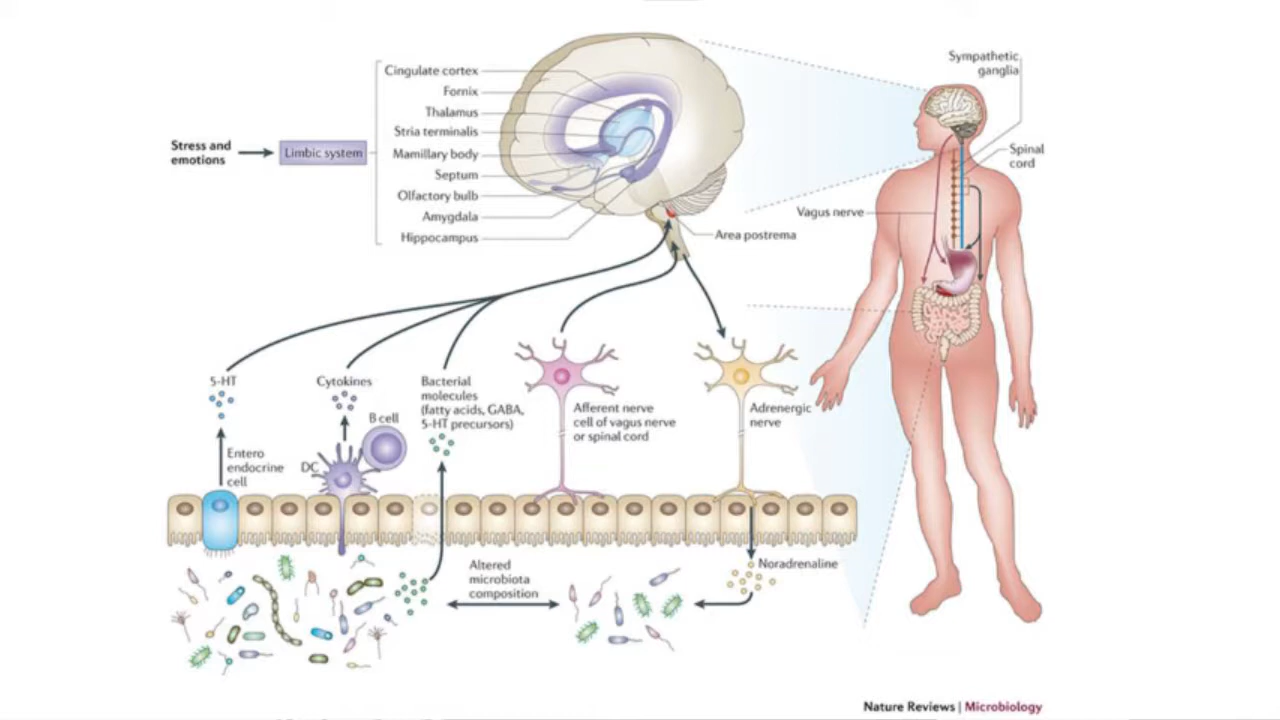 Sympathetic
ganglia
Cingulate cortex
Fornix
Thalamus
Stria terminalis
Mamillary body
Septum
Olfactory bulb
Amygdala
Hippocampus
Stress and
emotions
Limbic system
Spinal
cord
Vagus nerve
Area postrema
5-HT
Cytokines
Bacterial
molecules
(fatty acids, GABA,
5-HT precursors)
B cell
Afferent nerve
cell of vagus nerve
or spinal cord
Adrenergic
nerve
Entero
endocrine
cell
DC
Altered
microbiota
composition
Noradrenaline
Nature Reviews | Microbiology